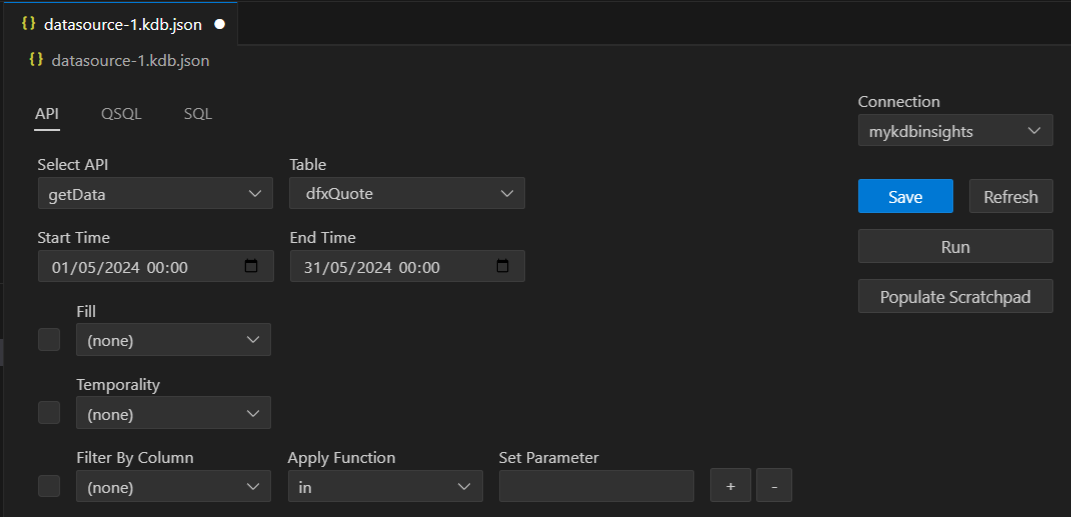 {} datasource-1.kdb.json
{} datasource-1.kdb.json
API QSQL SQL
Connection
mykdbinsights
Select API Table
getData dfxQuote
Save Refresh
Start Time End Time
01/05/2024 00:00 31/05/2024 00:00
Run
Populate Scratchpad
Fill
(none)
Temporality
(none)
Filter By Column Apply Function Set Parameter
(none) in + -